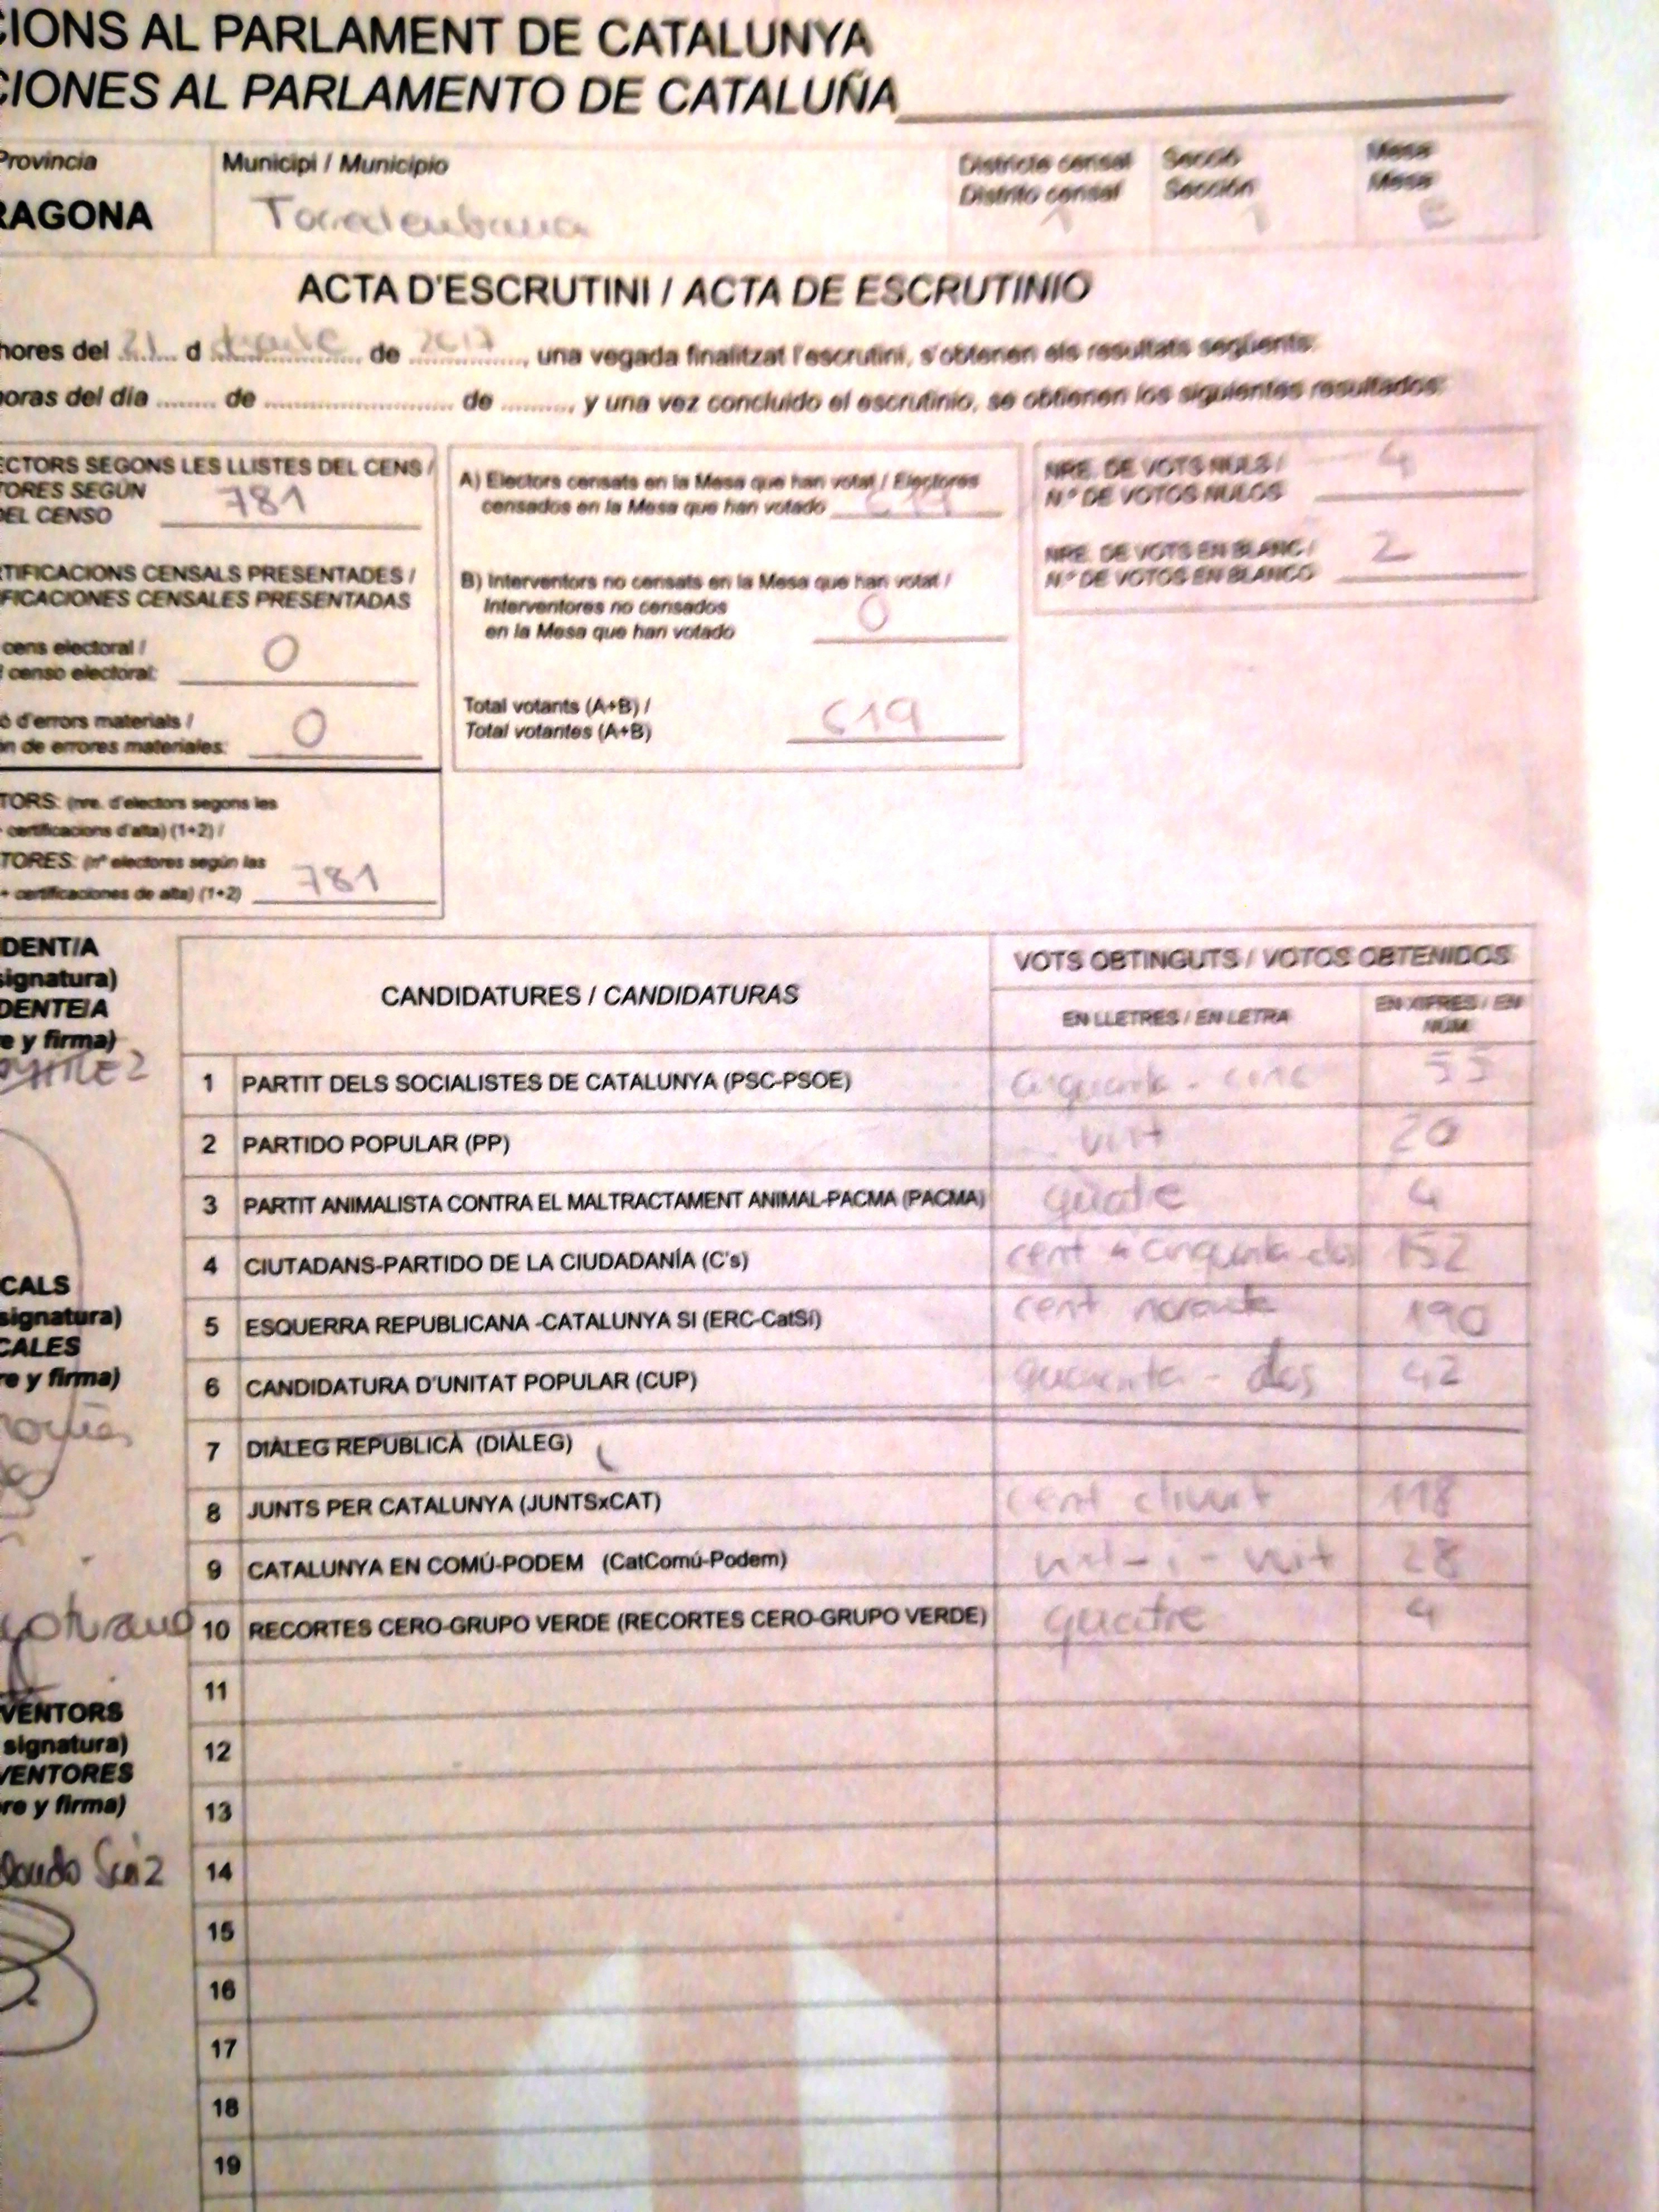 CIONS AL PARLAMENT DE CATALUNYA
CIONES AL PARLAMENTO DE CATALUÑA
Provincia
Municipi / Municipio
Districte censal
Secció
Mesa
Distrito censal
Sección
Mesa
RAGONA
Torredembarra
1
1
ACTA D'ESCRUTINI / ACTA DE ESCRUTINIO
hores del 21 d de 2017, una vegada finalitzat l'escrutini, s'obtenen els resultats següents:
horas del día ........ de ........................ de ........., y una vez concluido el escrutinio, se obtienen los siguientes resultados:
ECTORS SEGONS LES LLISTES DEL CENS /
TORES SEGÚN
DEL CENSO 781
A) Electors censats en la Mesa que han votat / Electores
censados en la Mesa que han votado 619
NRE. DE VOTS NULS /
N.º DE VOTOS NULOS 4
NRE. DE VOTS EN BLANC /
N.º DE VOTOS EN BLANCO 2
TIFICACIONS CENSALS PRESENTADES /
FICACIONES CENSALES PRESENTADAS
cens electoral /
censo electoral: 0
ó d'errors materials /
ón de errores materiales: 0
B) Interventors no censats en la Mesa que han votat /
Interventores no censados
en la Mesa que han votado 0
Total votants (A+B) /
Total votantes (A+B) 619
TORS: (nre. d'electors segons les
+ certificacions d'alta) (1+2) /
TORES: (nº electores según las
+ certificaciones de alta) (1+2) 781
DENT/A
signatura)
DENTE/A
e y firma)
CANDIDATURES / CANDIDATURAS
VOTS OBTINGUTS / VOTOS OBTENIDOS
EN LLETRES / EN LETRA
EN XIFRES / EN
NÚM.
1 PARTIT DELS SOCIALISTES DE CATALUNYA (PSC-PSOE) cinquanta - cinc 55
2 PARTIDO POPULAR (PP) vint 20
3 PARTIT ANIMALISTA CONTRA EL MALTRACTAMENT ANIMAL-PACMA (PACMA) quatre 4
4 CIUTADANS-PARTIDO DE LA CIUDADANÍA (C's) cent cinquanta dos 152
5 ESQUERRA REPUBLICANA -CATALUNYA SÍ (ERC-CatSí) cent noranta 190
6 CANDIDATURA D'UNITAT POPULAR (CUP) quaranta - dos 42
7 DIÀLEG REPUBLICÀ (DIÀLEG)
8 JUNTS PER CATALUNYA (JUNTSxCAT) cent divuit 118
9 CATALUNYA EN COMÚ-PODEM (CatComú-Podem) vint - i - vuit 28
10 RECORTES CERO-GRUPO VERDE (RECORTES CERO-GRUPO VERDE) quatre 4
11
12
13
14
15
16
17
18
19
CALS
signatura)
CALES
re y firma)
VENTORS
signatura)
VENTORES
re y firma)